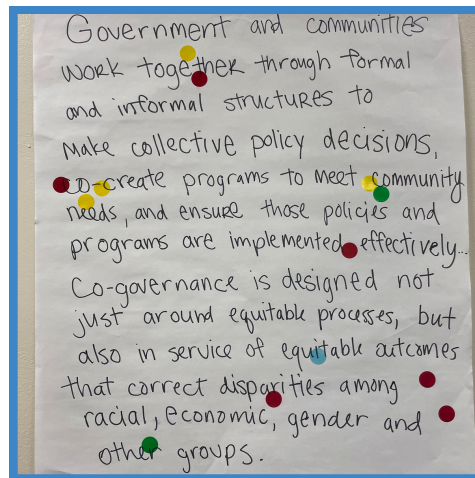 Government and communities
work together through formal
and informal structures to
make collective policy decisions,
co-create programs to meet community
needs, and ensure those policies and
programs are implemented effectively...
Co-governance is designed not
just around equitable processes, but
also in service of equitable outcomes
that correct disparities among
racial, economic, gender and
other groups.